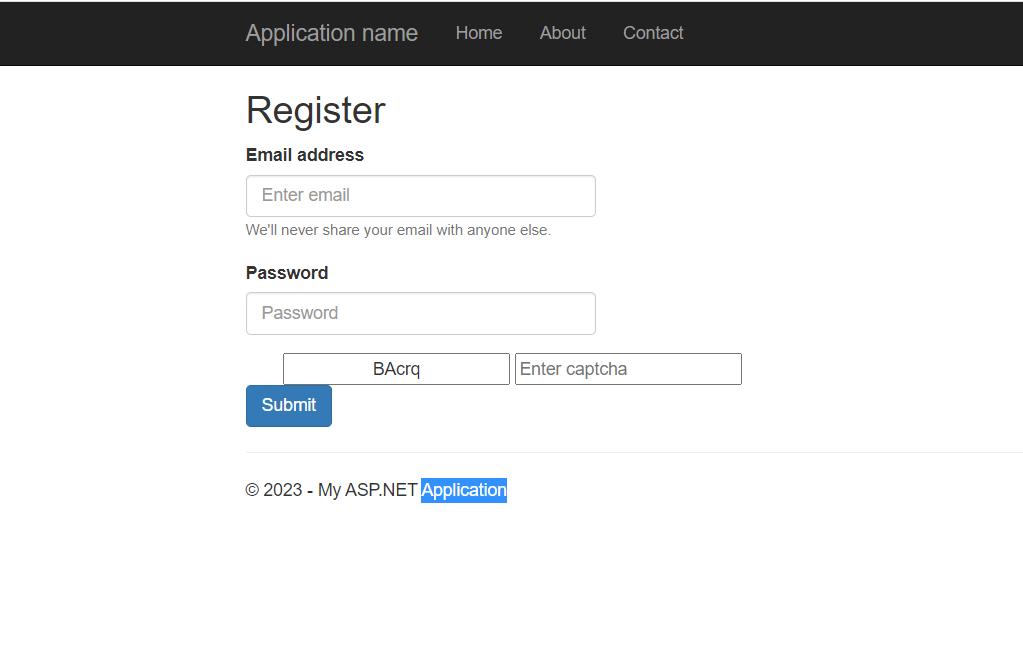 Application name Home About Contact
Register
Email address
Enter email
We'll never share your email with anyone else.
Password
Password
BAcrq Enter captcha
Submit
© 2023 - My ASP.NET Application